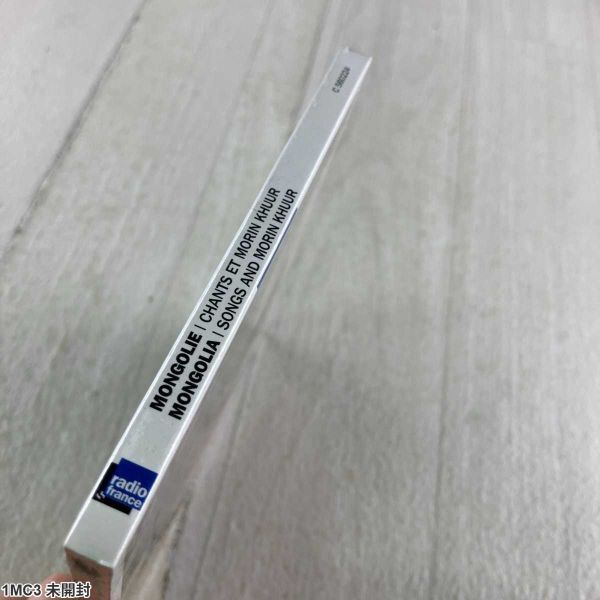 MONGOLIE | CHANTS ET MORIN KHUUR
MONGOLIA | SONGS AND MORIN KHUUR
radio
france
1MC3 未開封